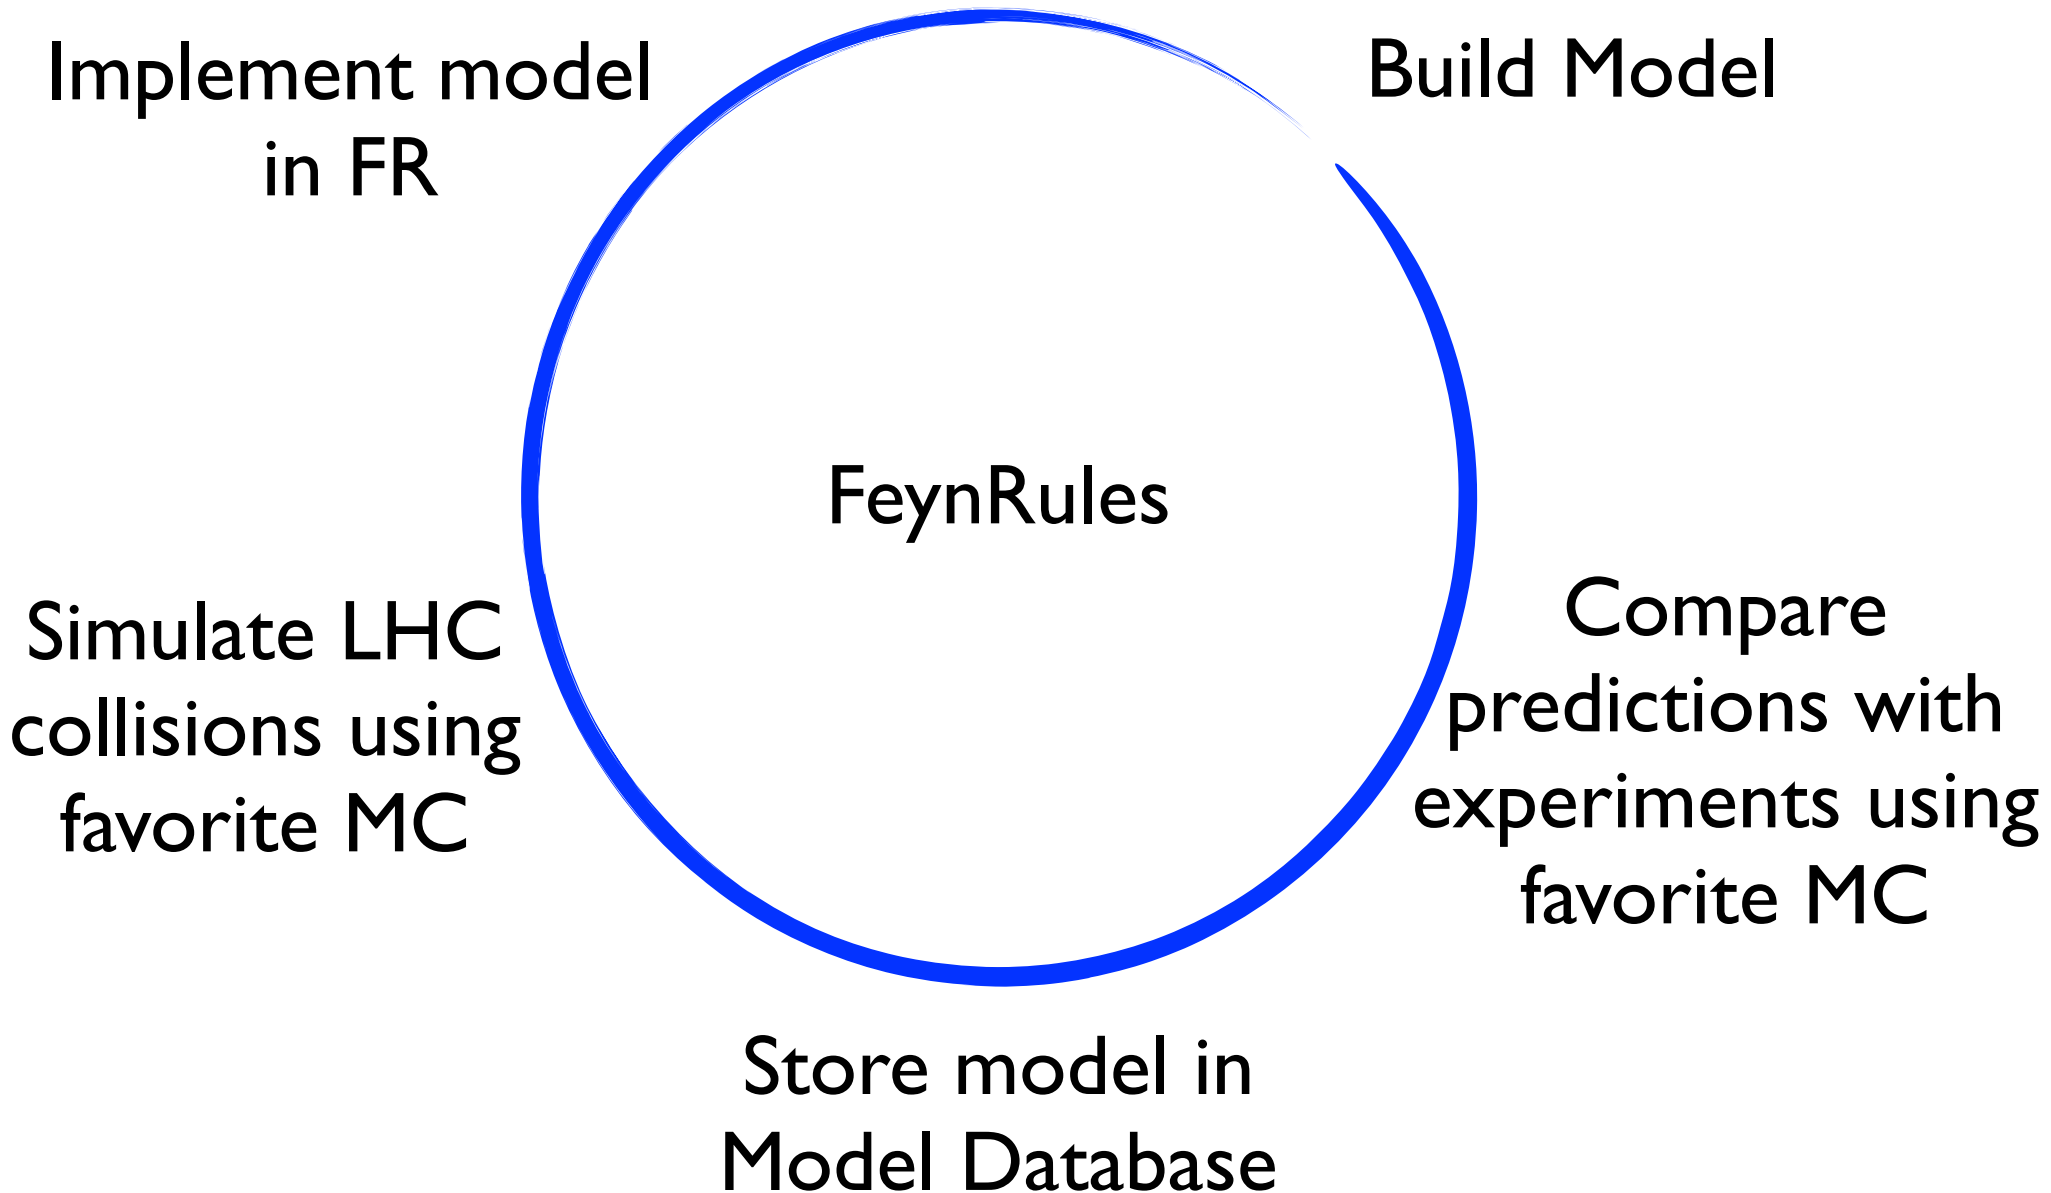 Implement model
in FR
Build Model
FeynRules
Simulate LHC
collisions using
favorite MC
Compare
predictions with
experiments using
favorite MC
Store model in
Model Database